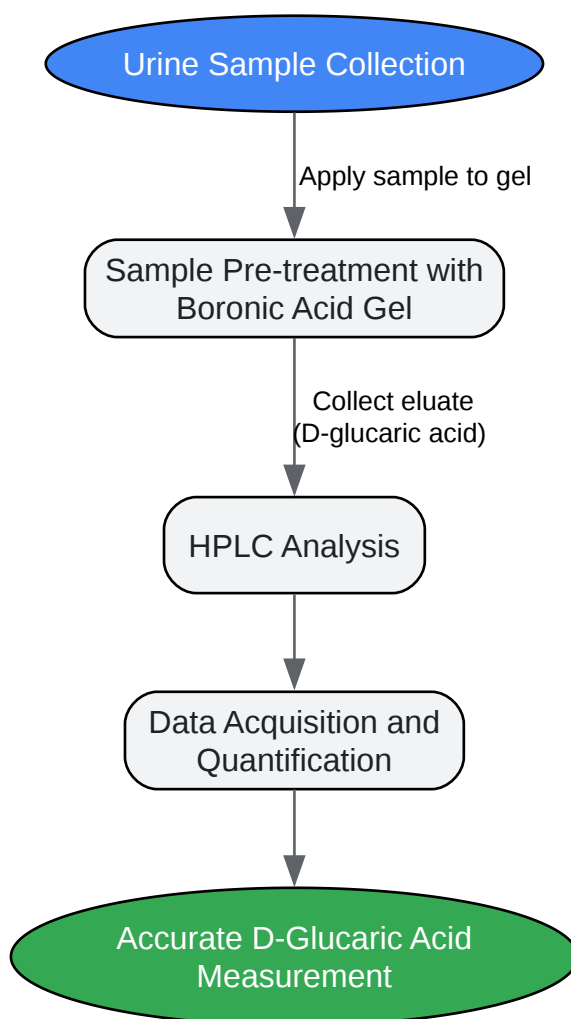 Urine Sample Collection
Apply sample to gel
Sample Pre-treatment with
Boronic Acid Gel
Collect eluate
(D-glucaric acid)
HPLC Analysis
Data Acquisition and
Quantification
Accurate D-Glucaric Acid
Measurement